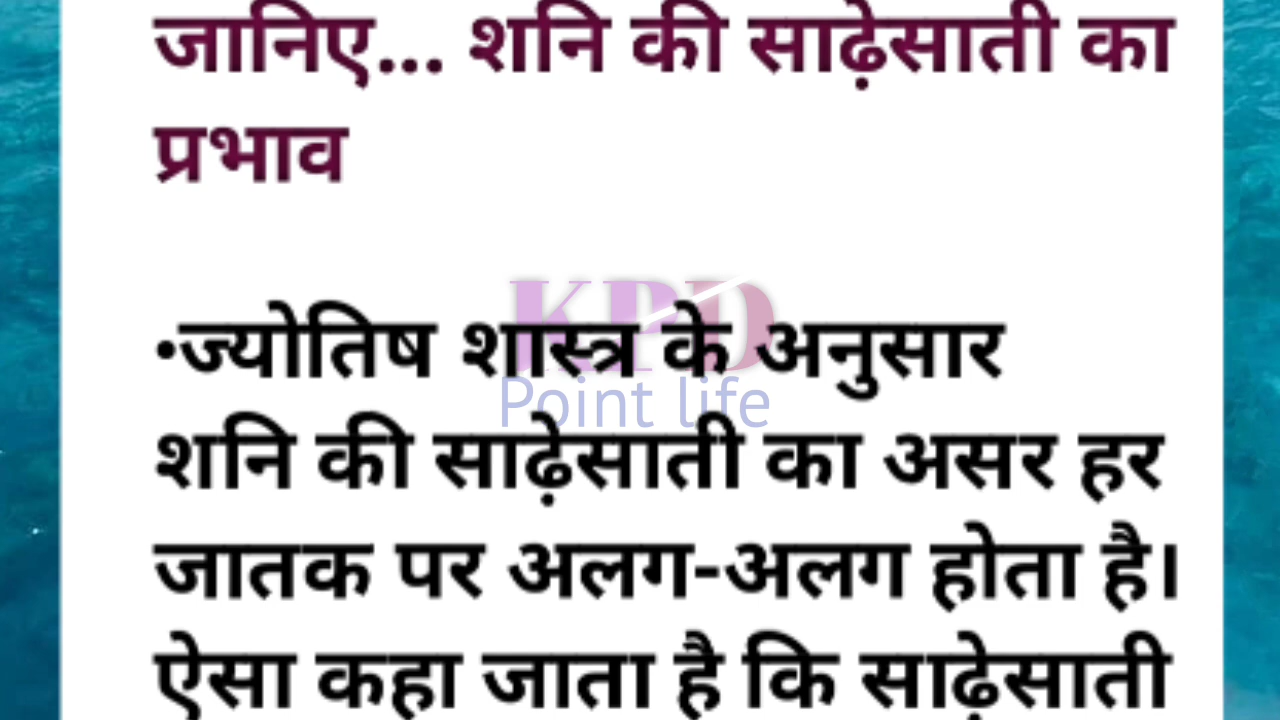 जानिए... शनि की साढ़ेसाती का
प्रभाव
KPD
Point life
•ज्योतिष शास्त्र के अनुसार
शनि की साढ़ेसाती का असर हर
जातक पर अलग-अलग होता है।
ऐसा कहा जाता है कि साढ़ेसाती